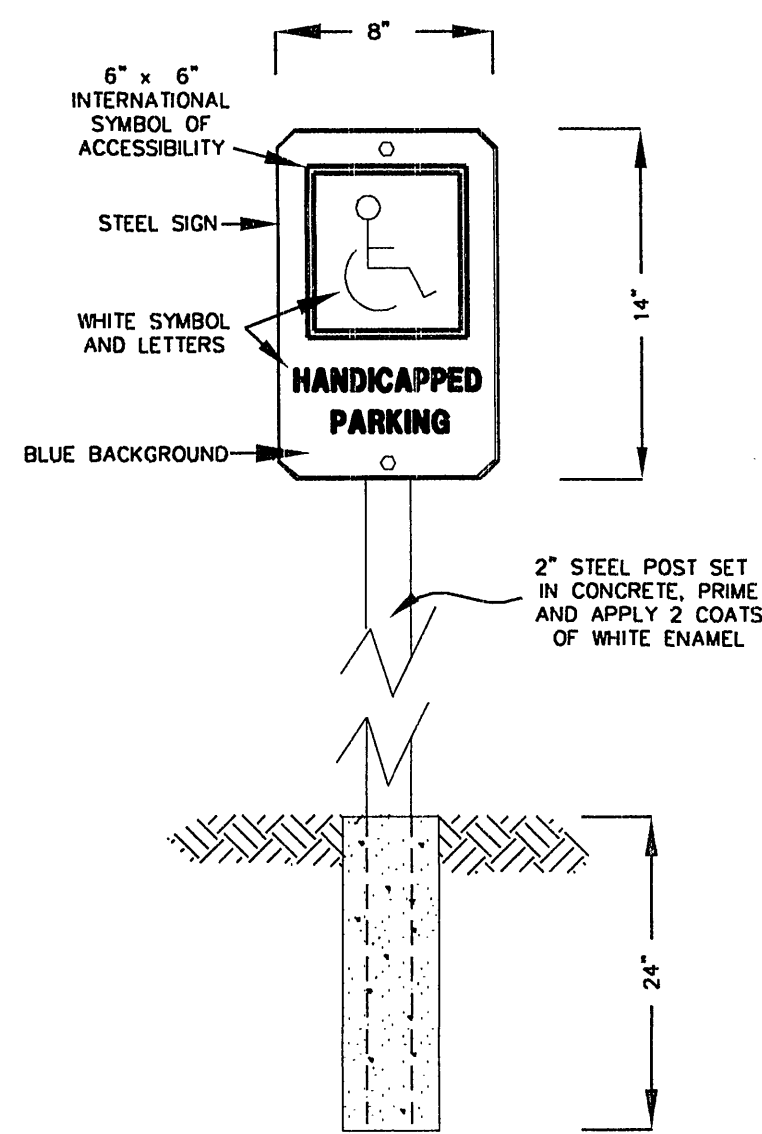 8"
6" x 6"
INTERNATIONAL
SYMBOL OF
ACCESSIBILITY
STEEL SIGN
14"
WHITE SYMBOL
AND LETTERS
HANDICAPPED
PARKING
BLUE BACKGROUND
2" STEEL POST SET
IN CONCRETE, PRIME
AND APPLY 2 COATS
OF WHITE ENAMEL
24"